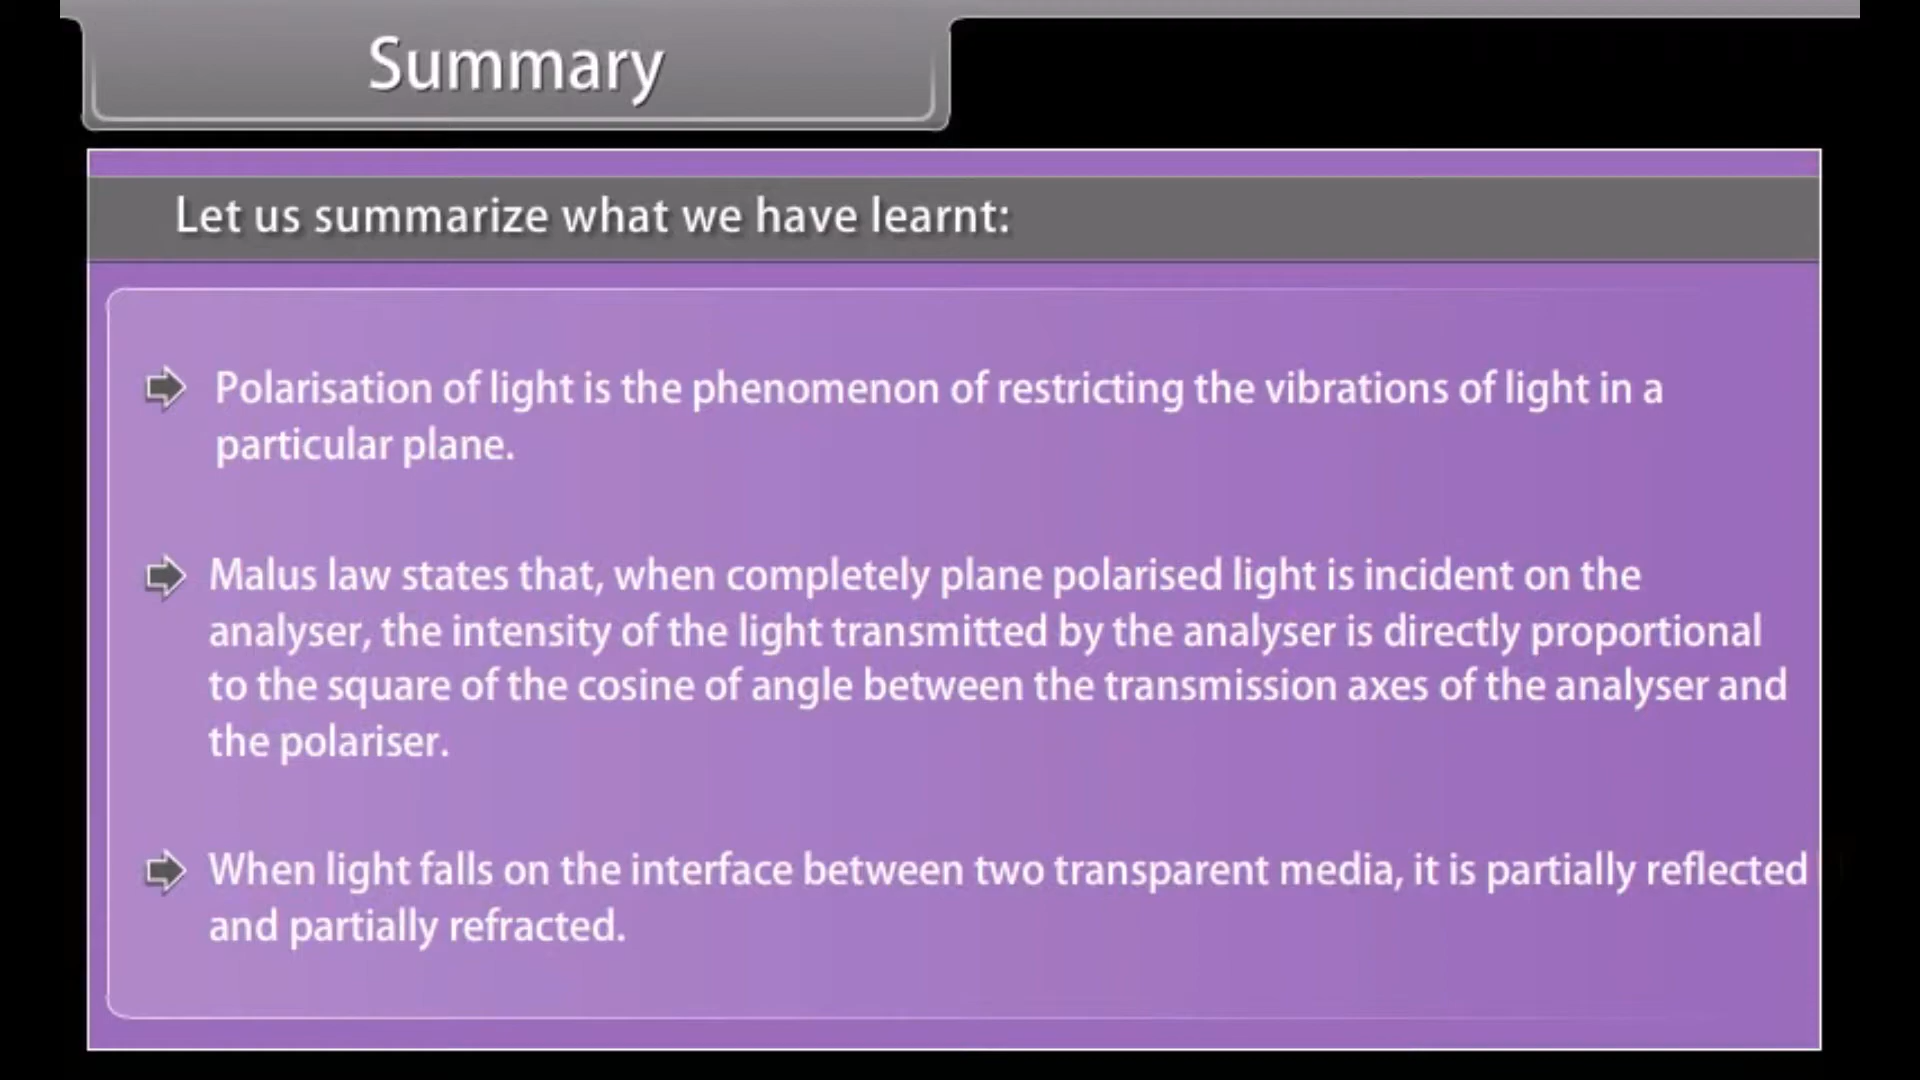 Summary
Let us summarize what we have learnt:
Polarisation of light is the phenomenon of restricting the vibrations of light in a
particular plane.
Malus law states that, when completely plane polarised light is incident on the
analyser, the intensity of the light transmitted by the analyser is directly proportional
to the square of the cosine of angle between the transmission axes of the analyser and
the polariser.
When light falls on the interface between two transparent media, it is partially reflected
and partially refracted.